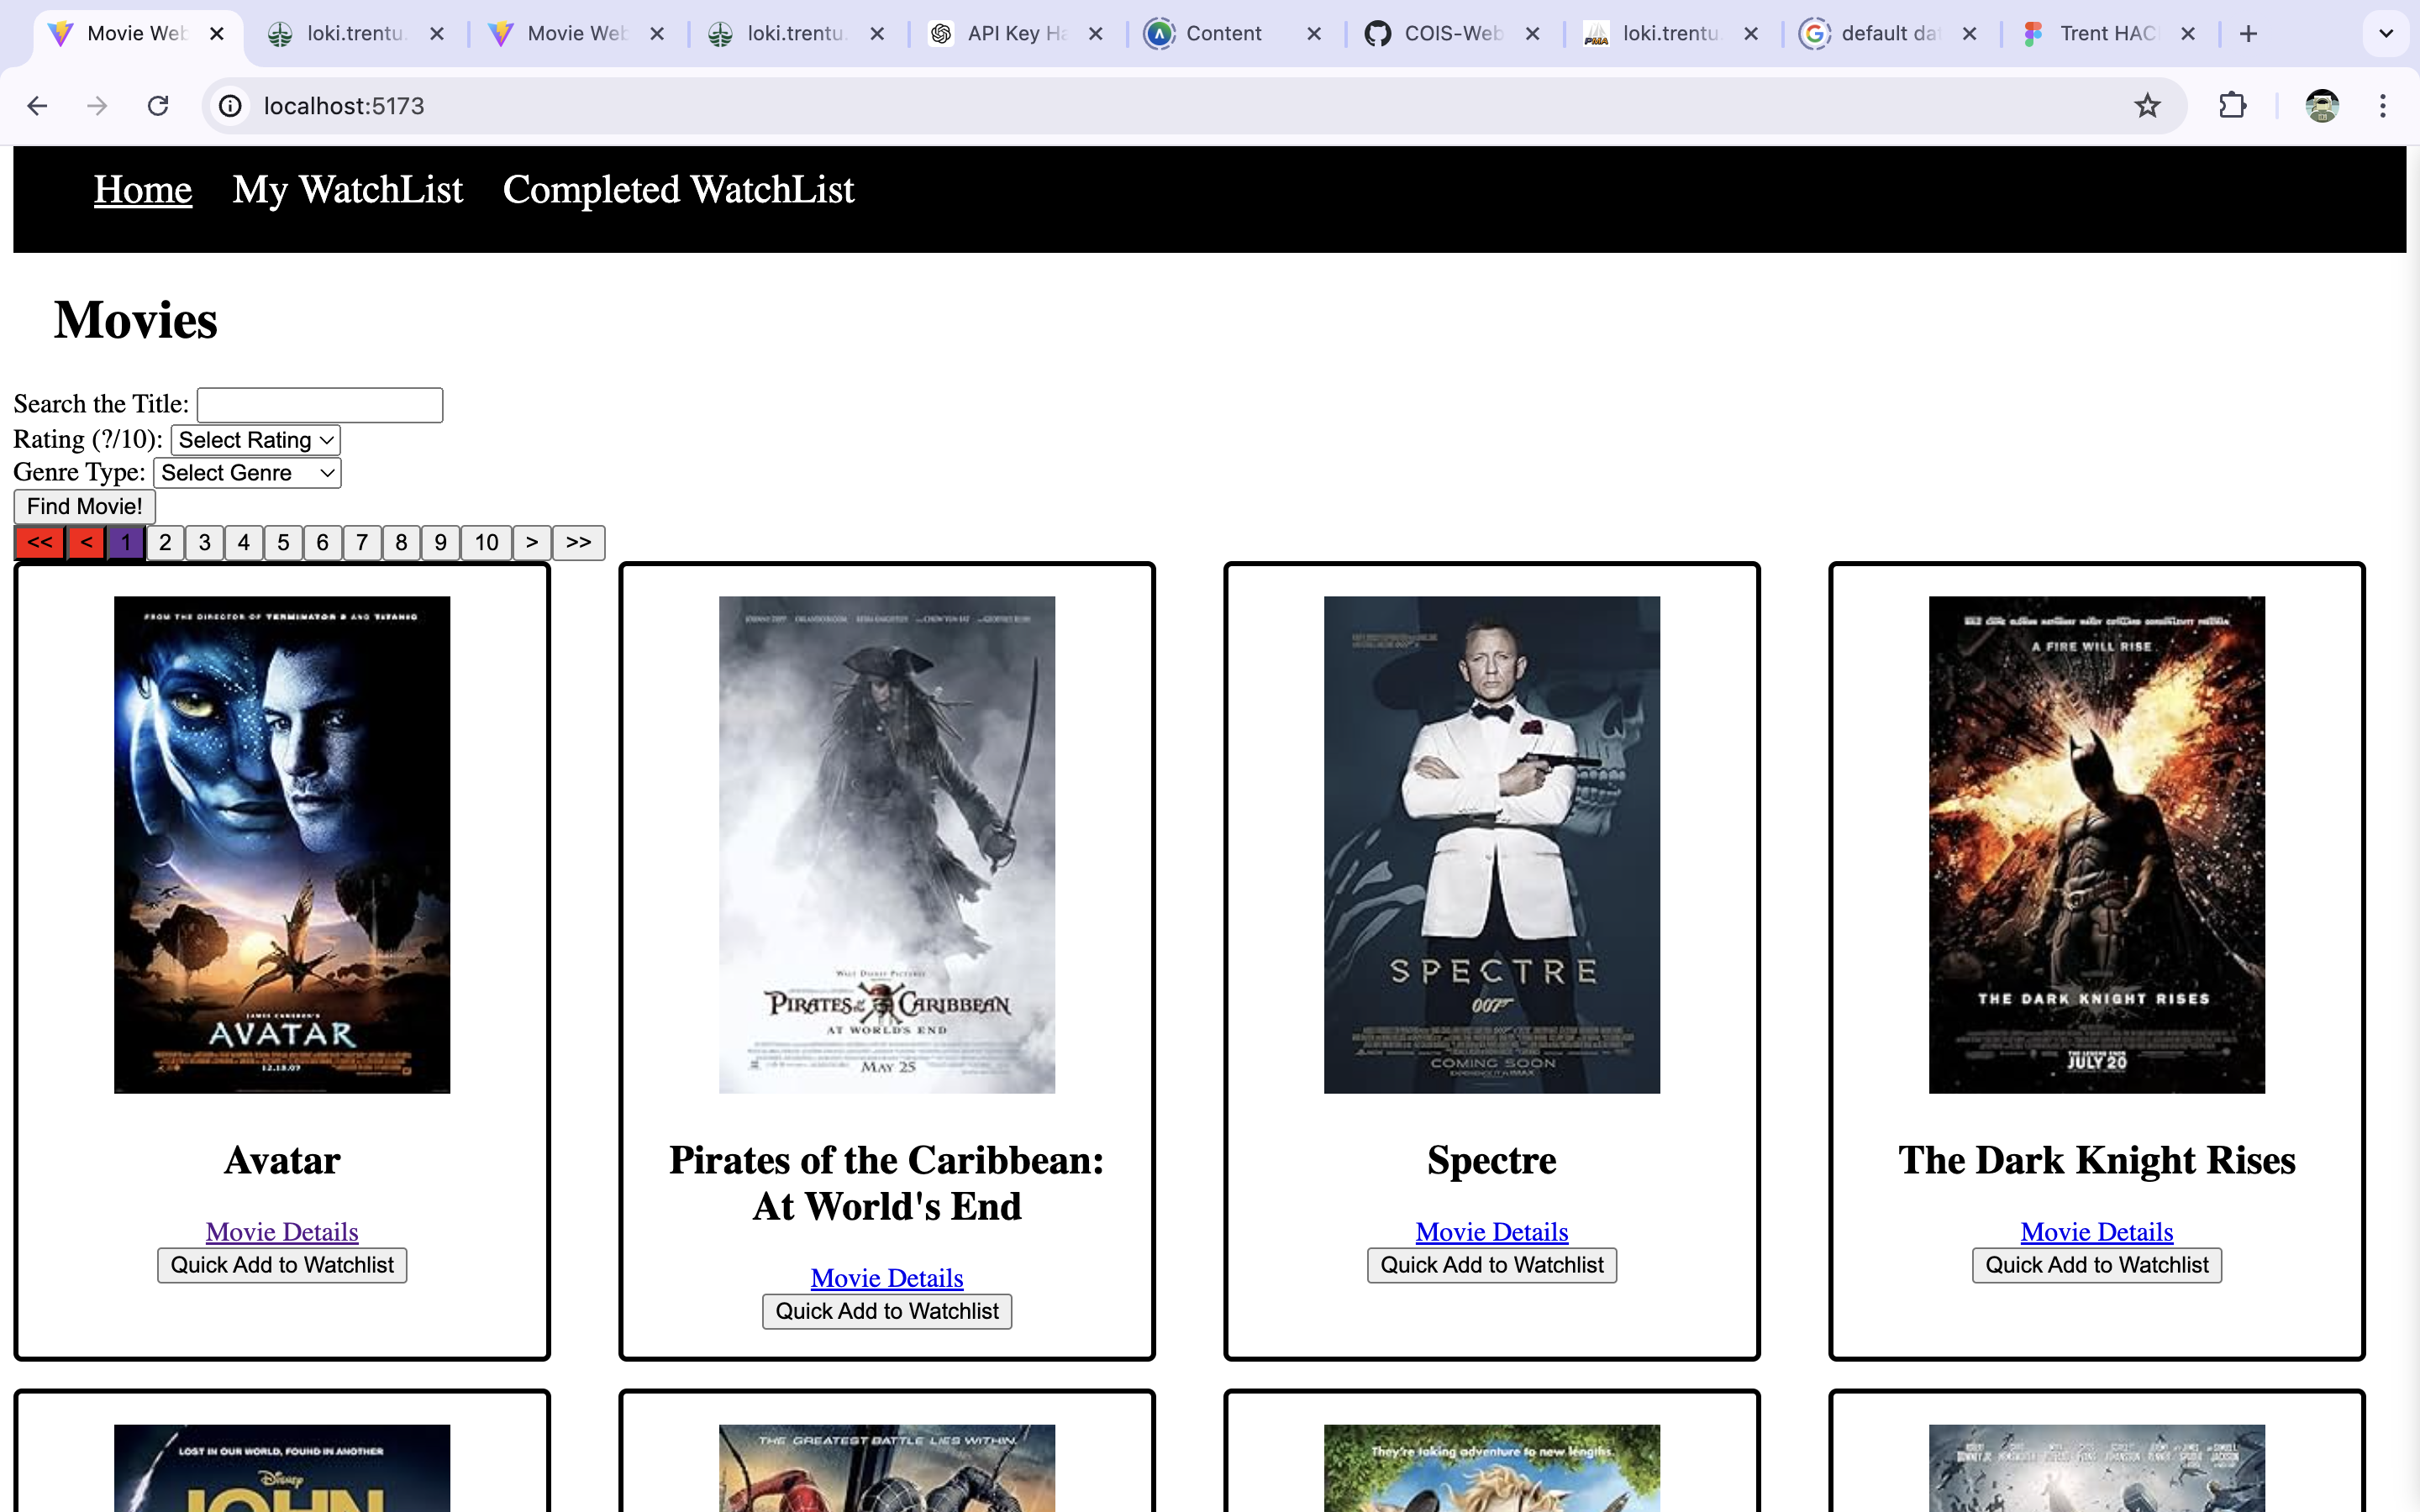 Movie Web
loki.trentu.
Movie Web
loki.trentu.
API Key Ha
Content
COIS-Web
loki.trentu
default da
Trent HAC
localhost:5173
Home My WatchList Completed WatchList
Movies
Search the Title:
Rating (?/10): Select Rating
Genre Type: Select Genre
Find Movie!
<< < 1 2 3 4 5 6 7 8 9 10 > >>
FROM THE DIRECTOR OF TERMINATOR 2 AND TITANIC
JAMES CAMERON'S
AVATAR
12.18.09
Avatar
Movie Details
Quick Add to Watchlist
WALT DISNEY PICTURES
PIRATES of the CARIBBEAN
AT WORLD'S END
MAY 25
Pirates of the Caribbean:
At World's End
Movie Details
Quick Add to Watchlist
SPECTRE
007
COMING SOON
Spectre
Movie Details
Quick Add to Watchlist
A FIRE WILL RISE
THE DARK KNIGHT RISES
JULY 20
The Dark Knight Rises
Movie Details
Quick Add to Watchlist
LOST IN OUR WORLD, FOUND IN ANOTHER
Disney
JOHN
THE GREATEST BATTLE LIES WITHIN.
They're taking adventure to new lengths.